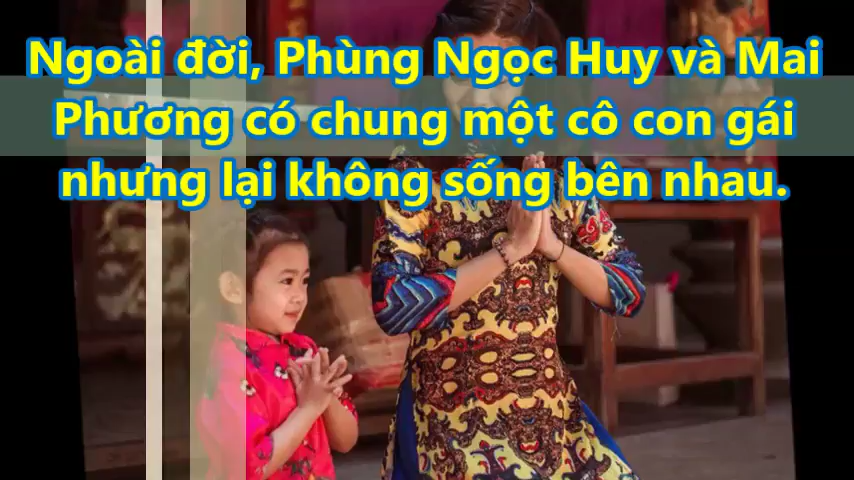 Ngoài đời, Phùng Ngọc Huy và Mai
Phương có chung một cô con gái
nhưng lại không sống bên nhau.